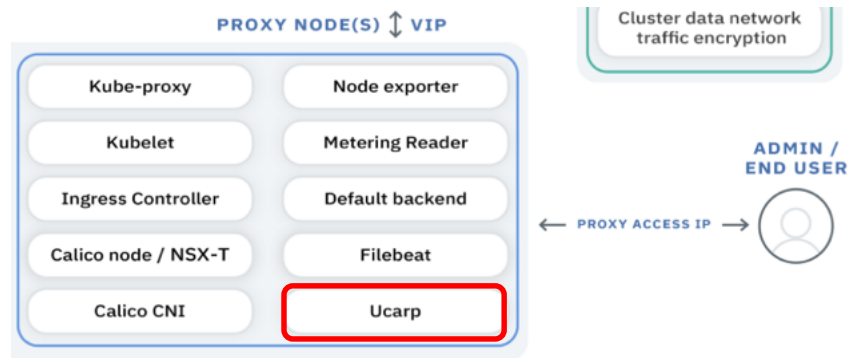 PROXY NODE(S) VIP
Cluster data network
traffic encryption
Kube-proxy
Node exporter
Kubelet
Metering Reader
Ingress Controller
Default backend
Calico node / NSX-T
Filebeat
Calico CNI
Ucarp
PROXY ACCESS IP
ADMIN /
END USER